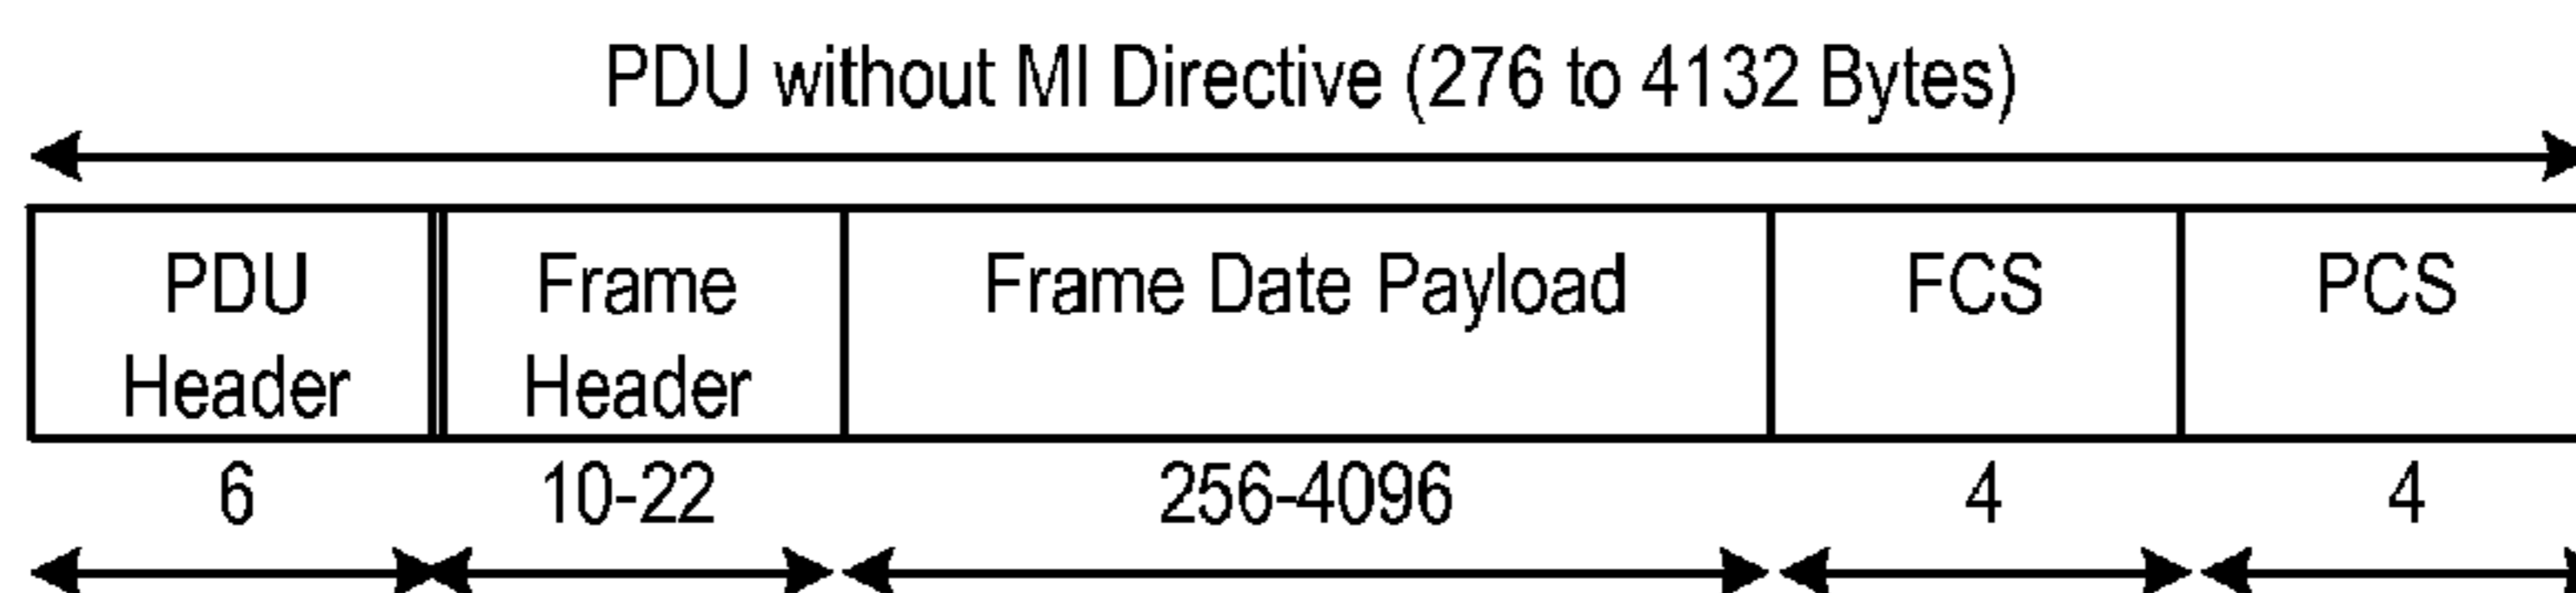 PDU without MI Directive (276 to 4132 Bytes)
PDU Header
Frame Header
Frame Date Payload
FCS
PCS
6
10-22
256-4096
4
4